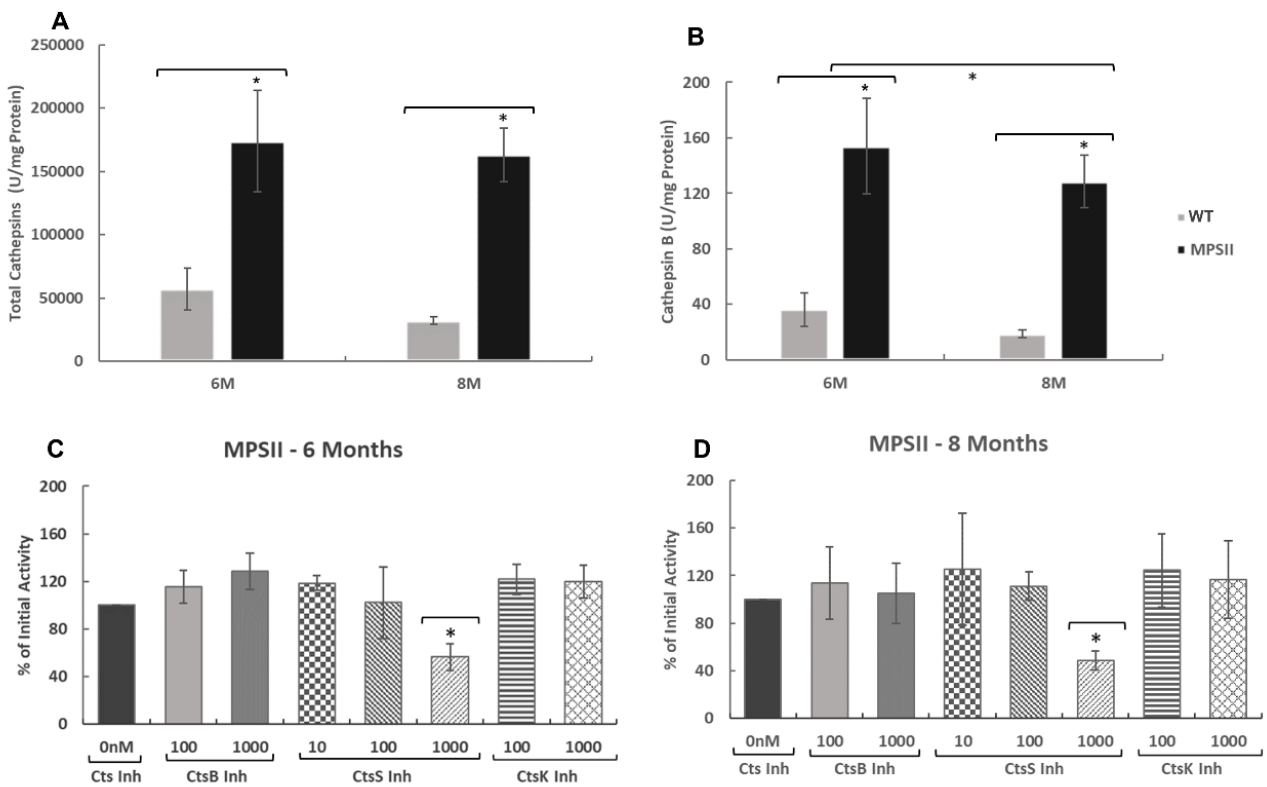 A
250000
200000
150000
100000
50000
0
Total Cathepsins (U/mg Protein)
*
*
6M
8M
B
200
160
120
80
40
0
Cathepsin B (U/mg Protein)
*
*
*
6M
8M
WT
MPSII
C
MPSII - 6 Months
200
160
120
80
40
0
% of Initial Activity
*
0nM 100 1000 10 100 1000 100 1000
Cts Inh CtsB Inh CtsS Inh CtsK Inh
D
MPSII - 8 Months
200
160
120
80
40
0
% of Initial Activity
*
0nM 100 1000 10 100 1000 100 1000
Cts Inh CtsB Inh CtsS Inh CtsK Inh